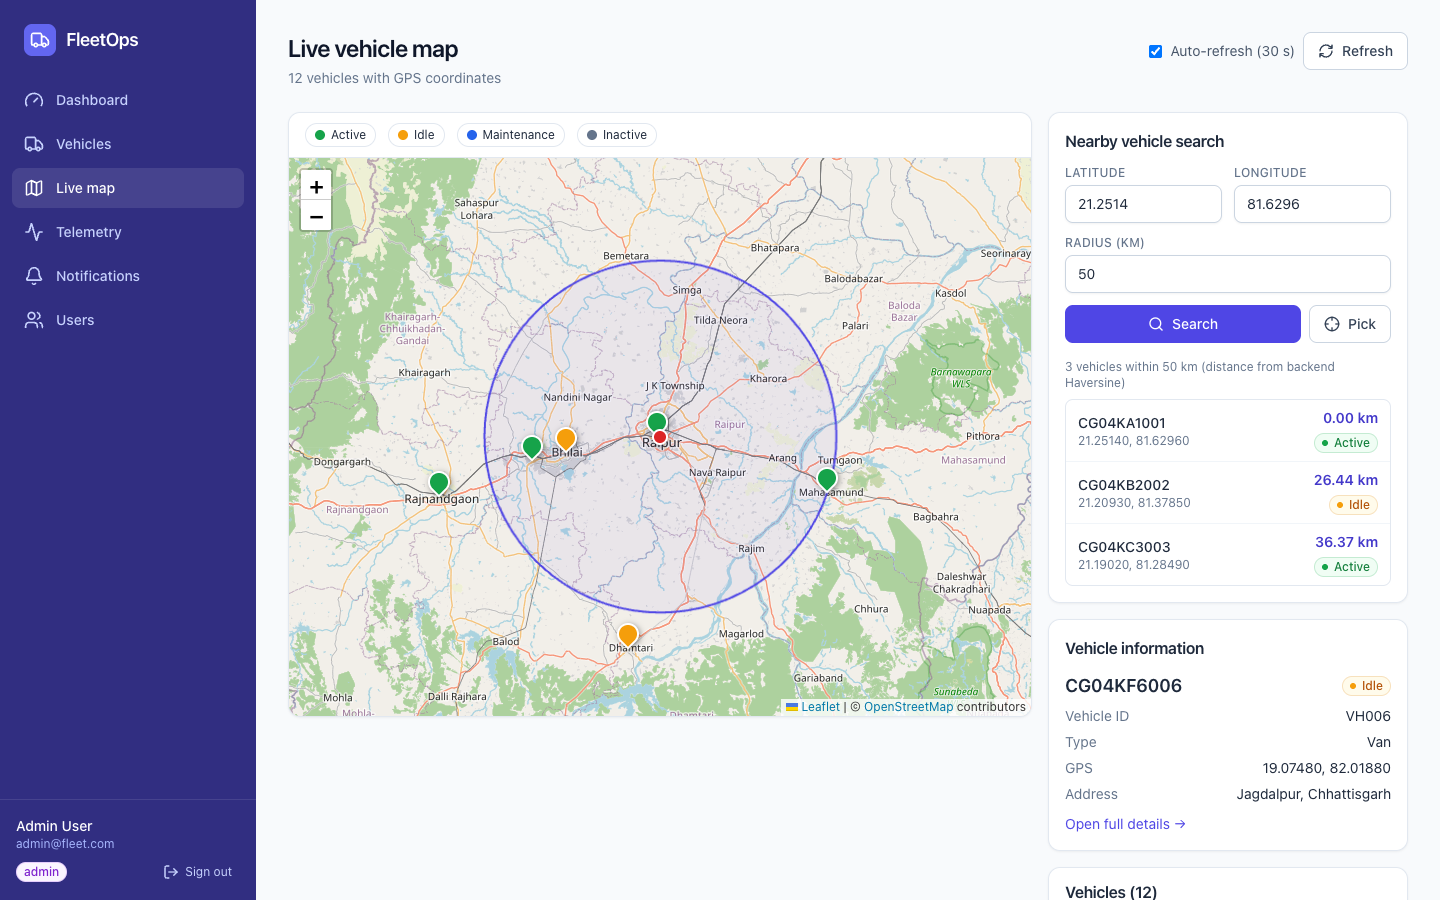 FleetOps
Dashboard
Vehicles
Live map
Telemetry
Notifications
Users
Admin User
admin@fleet.com
admin
Sign out
Live vehicle map
12 vehicles with GPS coordinates
Auto-refresh (30 s)
Refresh
Active
Idle
Maintenance
Inactive
+
−
Sahaspur
Lohara
Bemetara
Bhatapara
Seorinaray
Simga
Balodabazar
Kasdol
Baloda
Bazar
Khairagarh-
Chhuikhadan-
Gandai
Tilda Neora
Palari
Khairagarh
J K Township
Kharora
Barnawapara
WLS
Nandini Nagar
Raipur
Pithora
Bhilai
Raipur
Arang
Tumgaon
Mahasamund
Dongargarh
Nava Raipur
Mahasamund
Rajnandgaon
Rajnandgaon
Bagbahra
Rajim
Daleshwar
Chakradhari
Chhura
Nuapada
Balod
Dhamtari
Magarlod
Gariaband
Mohla
Dalli Rajhara
Sunabeda
Mohla-
Dhamtari
Leaflet | © OpenStreetMap contributors
Nearby vehicle search
LATITUDE
LONGITUDE
21.2514
81.6296
RADIUS (KM)
50
Search
Pick
3 vehicles within 50 km (distance from backend
Haversine)
CG04KA1001
0.00 km
21.25140, 81.62960
Active
CG04KB2002
26.44 km
21.20930, 81.37850
Idle
CG04KC3003
36.37 km
21.19020, 81.28490
Active
Vehicle information
CG04KF6006
Idle
Vehicle ID
VH006
Type
Van
GPS
19.07480, 82.01880
Address
Jagdalpur, Chhattisgarh
Open full details →
Vehicles (12)